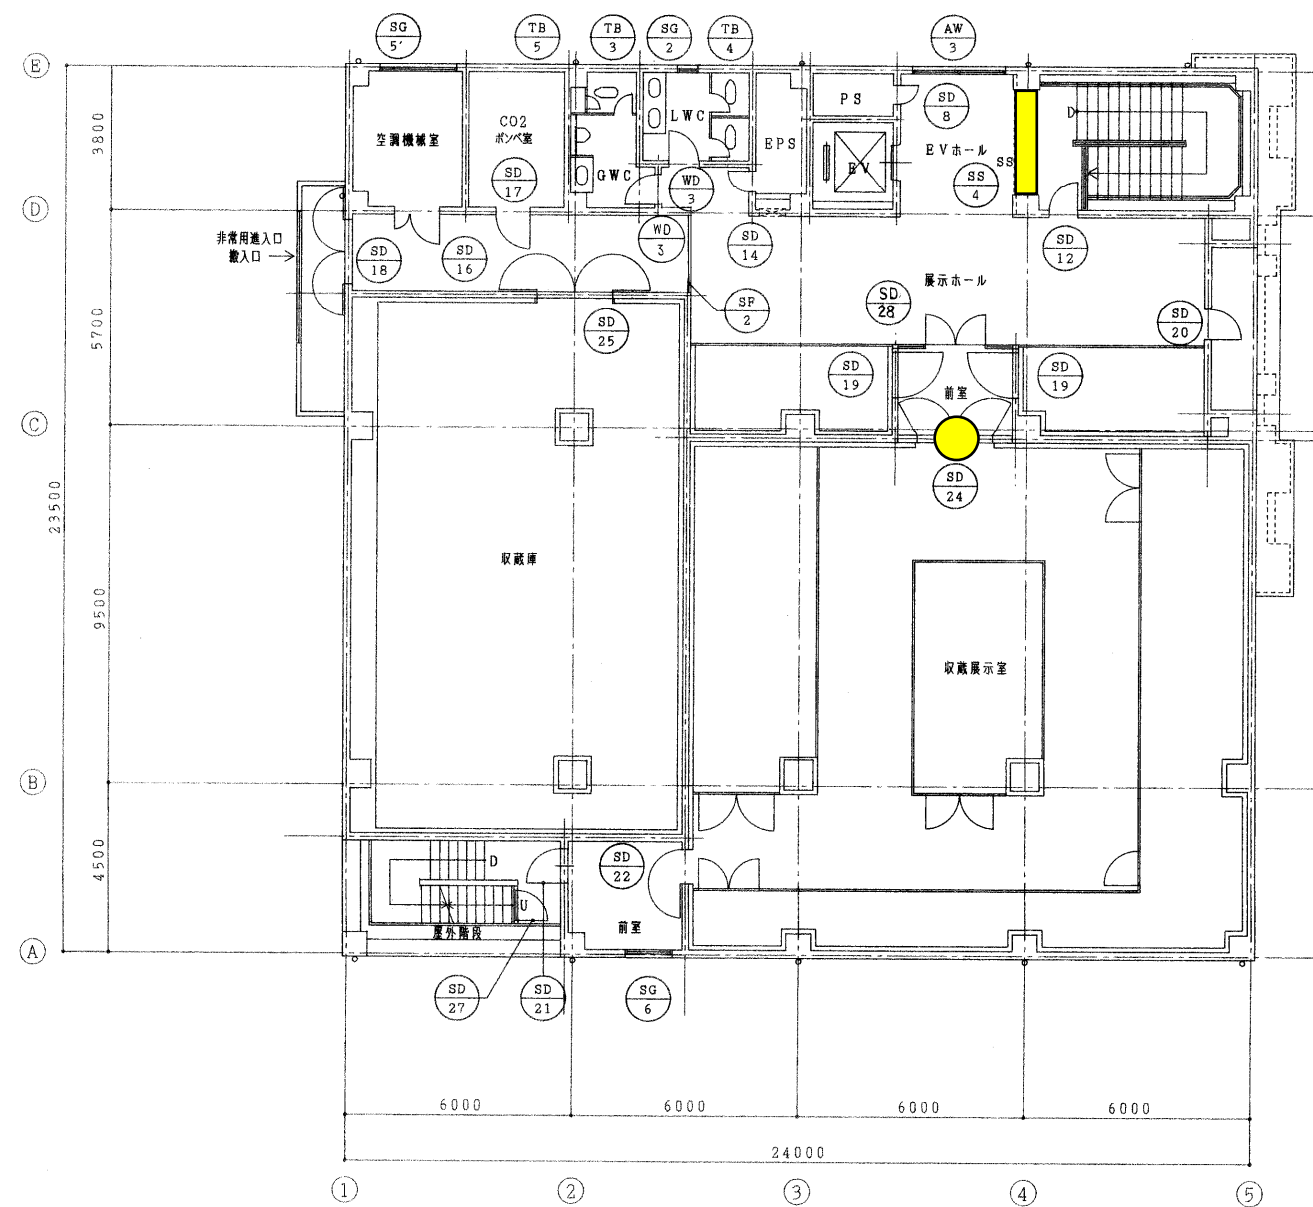 SG
5'
TB
5
TB
3
SG
2
TB
4
AW
3
E
3800
空調機械室
CO2
ボンベ室
SD
17
LWC
GWC
WD
3
EPS
PS
EV
SD
8
EVホール
SS
SS
4
D
D
非常用進入口
搬入口
SD
18
SD
16
WD
3
SD
14
SD
12
展示ホール
5700
SF
2
SD
28
SD
20
SD
25
SD
19
前室
SD
19
C
23500
SD
24
9500
収蔵庫
収蔵展示室
B
4500
D
U
SD
22
前室
屋外階段
A
SD
27
SD
21
SG
6
6000
6000
6000
6000
24000
1
2
3
4
5